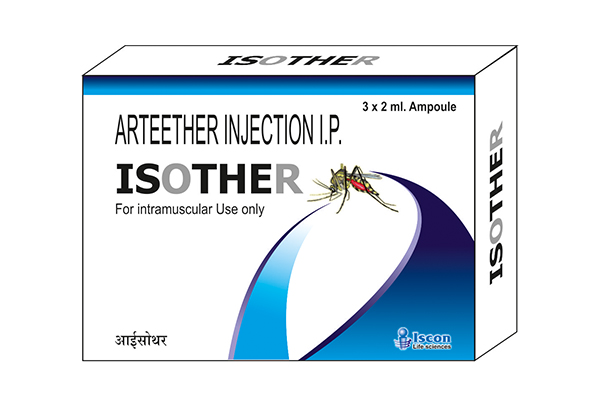 ISOTHER
3 x 2 ml. Ampoule
ARTEETHER INJECTION I.P.
ISOTHER
For intramuscular Use only
आईसोथर
Iscon
Life sciences
ISOTHER